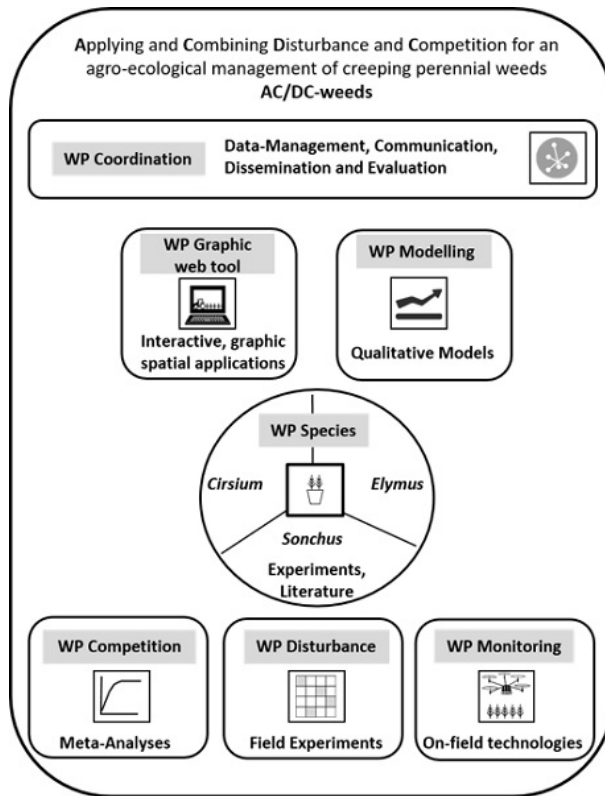 Applying and Combining Disturbance and Competition for an
agro-ecological management of creeping perennial weeds
AC/DC-weeds
WP Coordination
Data-Management, Communication,
Dissemination and Evaluation
WP Graphic
web tool
Interactive, graphic
spatial applications
WP Modelling
Qualitative Models
WP Species
Cirsium
Elymus
Sonchus
Experiments,
Literature
WP Competition
Meta-Analyses
WP Disturbance
Field Experiments
WP Monitoring
On-field technologies